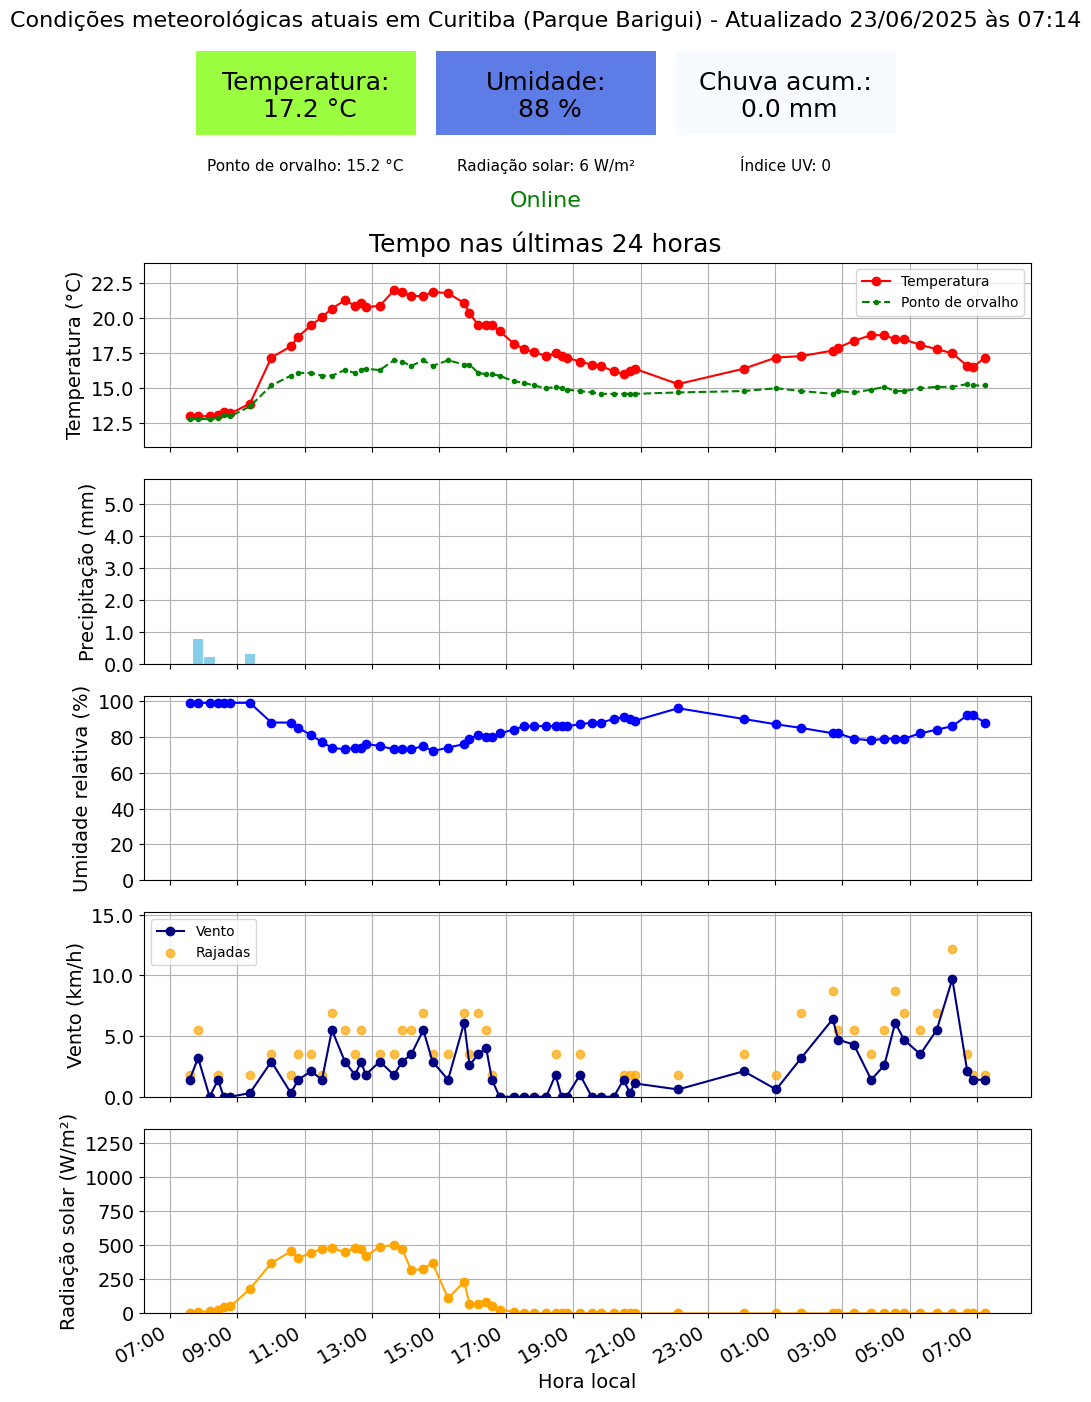 Condições meteorológicas atuais em Curitiba (Parque Barigui) - Atualizado 23/06/2025 às 07:14
Temperatura:
17.2 °C
Umidade:
88 %
Chuva acum.:
0.0 mm
Ponto de orvalho: 15.2 °C
Radiação solar: 6 W/m²
Índice UV: 0
Online
Tempo nas últimas 24 horas
Temperatura (°C)
22.5
20.0
17.5
15.0
12.5
Temperatura
Ponto de orvalho
Precipitação (mm)
5.0
4.0
3.0
2.0
1.0
0.0
Umidade relativa (%)
100
80
60
40
20
0
Vento (km/h)
15.0
10.0
5.0
0.0
Vento
Rajadas
Radiação solar (W/m²)
1250
1000
750
500
250
0
07:00
09:00
11:00
13:00
15:00
17:00
19:00
21:00
23:00
01:00
03:00
05:00
07:00
Hora local